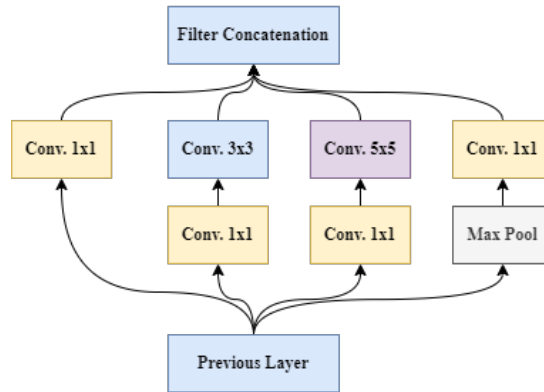 Filter Concatenation
Conv. 1x1
Conv. 3x3
Conv. 5x5
Conv. 1x1
Conv. 1x1
Conv. 1x1
Max Pool
Previous Layer